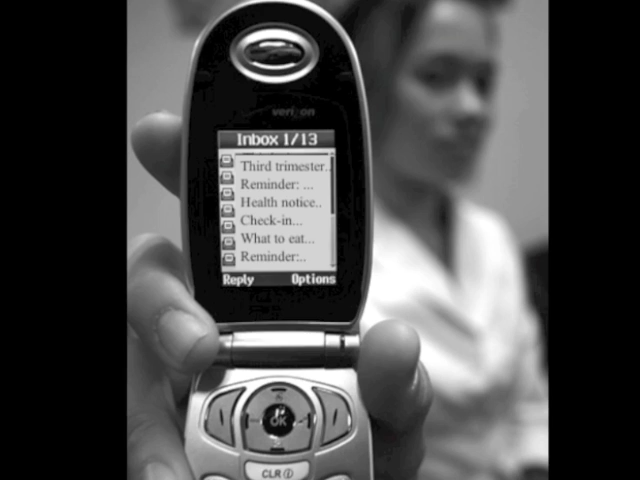 verizon
Inbox 1/13
Third trimester..
Reminder: ...
Health notice..
Check-in...
What to eat...
Reminder:..
Reply Options
OK
CLR